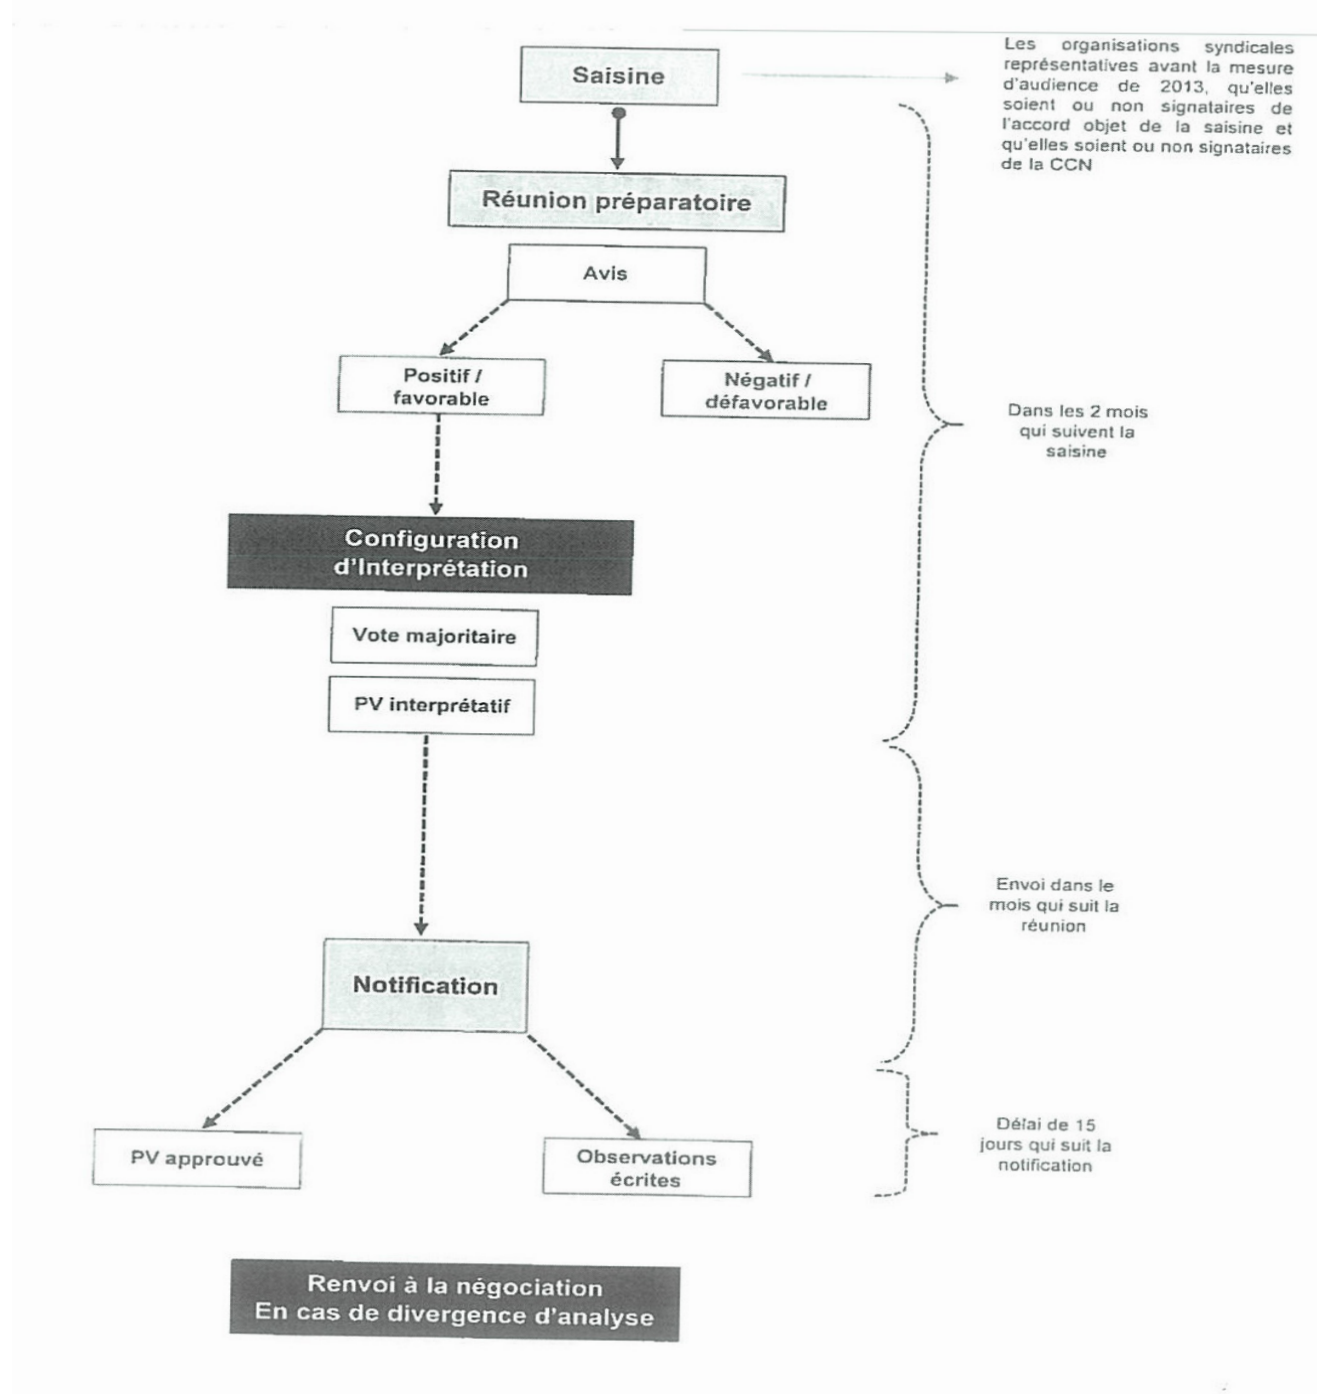 Saisine
Les organisations syndicales
représentatives avant la mesure
d'audience de 2013, qu'elles
soient ou non signataires de
l'accord objet de la saisine et
qu'elles soient ou non signataires
de la CCN
Réunion préparatoire
Avis
Positif /
favorable
Négatif /
défavorable
Dans les 2 mois
qui suivent la
saisine
Configuration
d'Interprétation
Vote majoritaire
PV interprétatif
Envoi dans le
mois qui suit la
réunion
Notification
Délai de 15
jours qui suit la
notification
PV approuvé
Observations
écrites
Renvoi à la négociation
En cas de divergence d'analyse